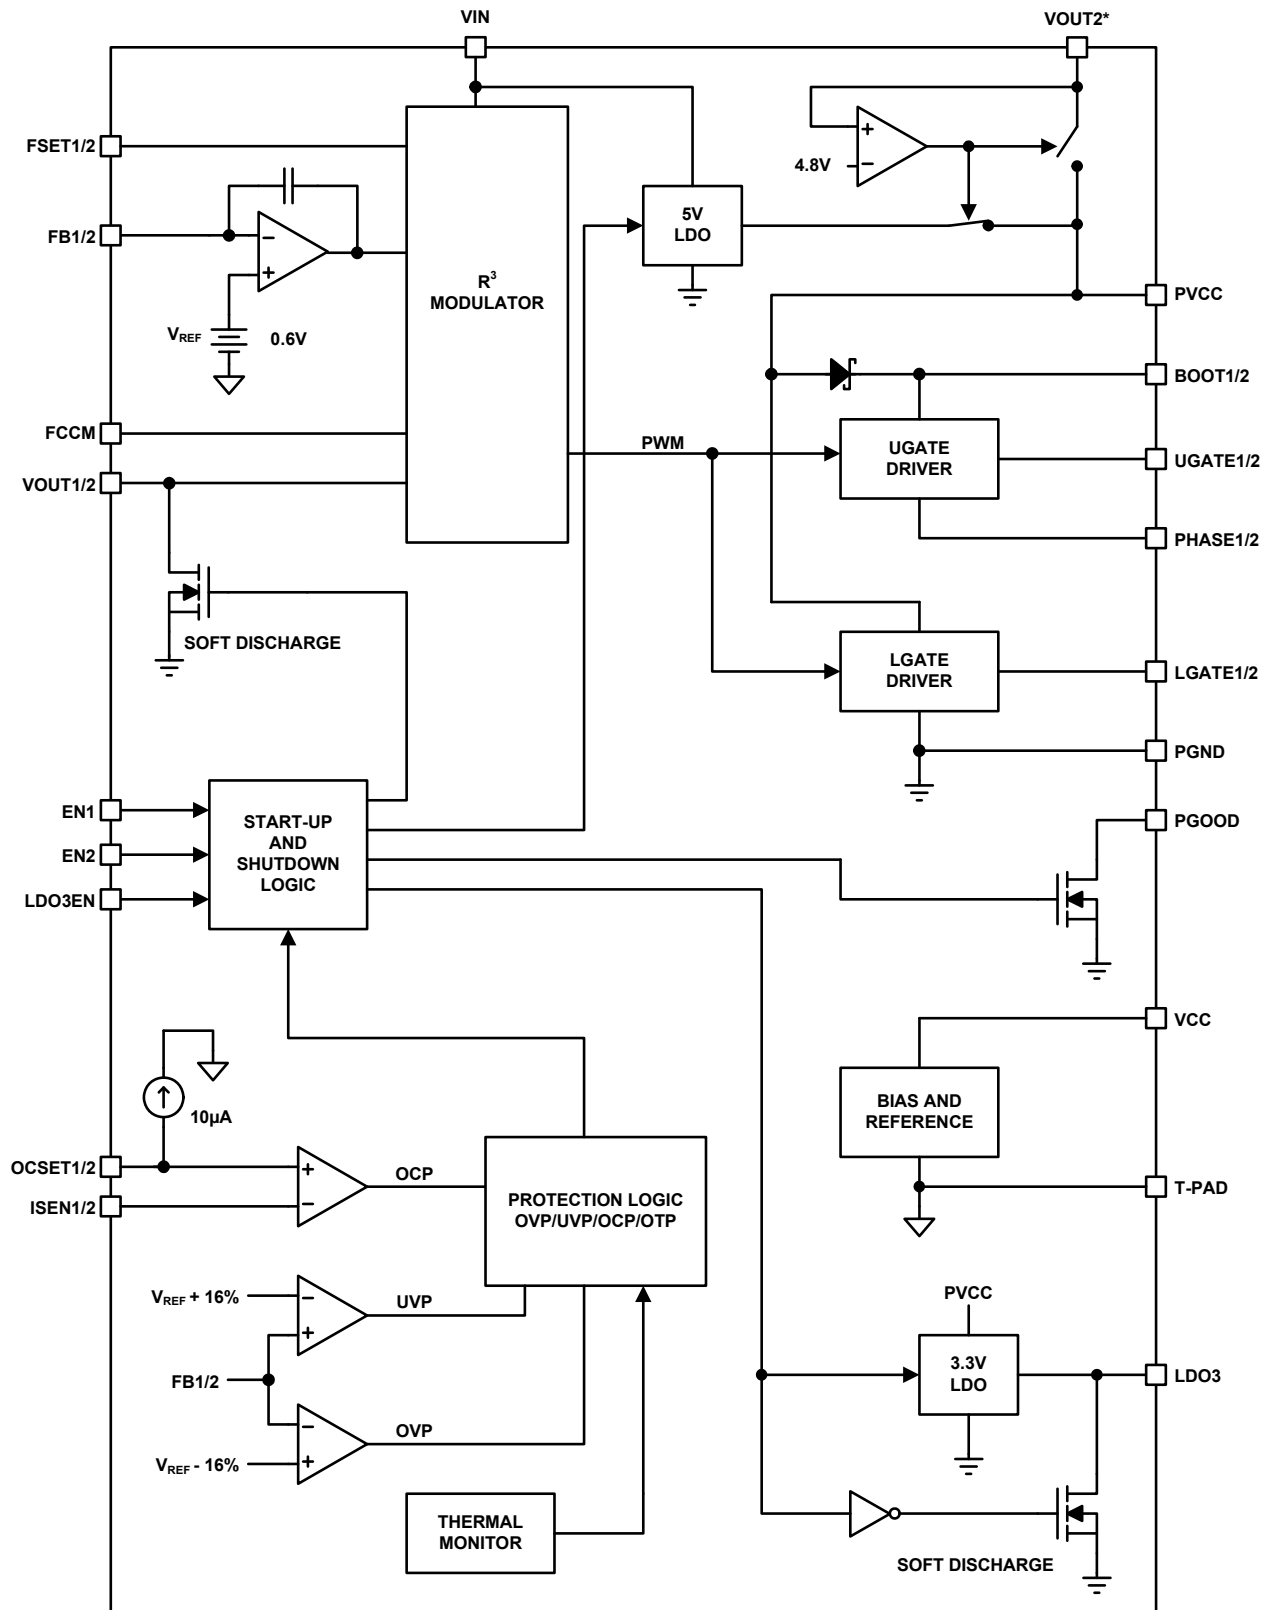 VIN
VOUT2*
FSET1/2
+
4.8V
−
5V
LDO
FB1/2
−
+
R³
MODULATOR
VREF
0.6V
PVCC
BOOT1/2
FCCM
PWM
UGATE
DRIVER
UGATE1/2
VOUT1/2
PHASE1/2
SOFT DISCHARGE
LGATE
DRIVER
LGATE1/2
PGND
EN1
START-UP
AND
SHUTDOWN
LOGIC
PGOOD
EN2
LDO3EN
VCC
10µA
BIAS AND
REFERENCE
OCSET1/2
+
OCP
ISEN1/2
−
PROTECTION LOGIC
OVP/UVP/OCP/OTP
T-PAD
VREF + 16%
−
UVP
+
PVCC
FB1/2
3.3V
LDO
LDO3
−
OVP
VREF - 16%
+
THERMAL
MONITOR
SOFT DISCHARGE